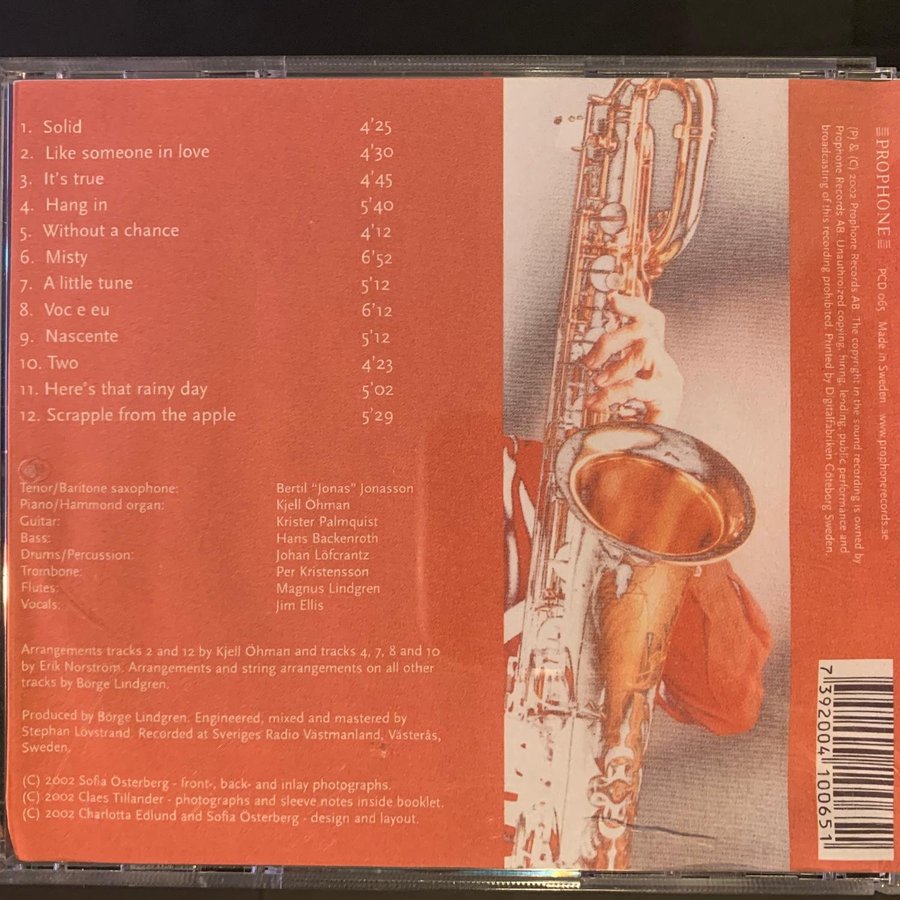 1. Solid 4'25
2. Like someone in love 4'30
3. It's true 4'45
4. Hang in 5'40
5. Without a chance 4'12
6. Misty 6'52
7. A little tune 5'12
8. Voc e eu 6'12
9. Nascente 5'12
10. Two 4'23
11. Here's that rainy day 5'02
12. Scrapple from the apple 5'29
Tenor/Baritone saxophone: Bertil "Jonas" Jonasson
Piano/Hammond organ: Kjell Öhman
Guitar: Krister Palmquist
Bass: Hans Backenroth
Drums/Percussion: Johan Löfcrantz
Trombone: Per Kristensson
Flutes: Magnus Lindgren
Vocals: Jim Ellis
Arrangements tracks 2 and 12 by Kjell Öhman and tracks 4, 7, 8 and 10
by Erik Norström. Arrangements and string arrangements on all other
tracks by Börge Lindgren.
Produced by Börge Lindgren. Engineered, mixed and mastered by
Stephan Lövstrand. Recorded at Sveriges Radio Västmanland, Västerås,
Sweden.
(C) 2002 Sofia Österberg - front-, back- and inlay photographs.
(C) 2002 Claes Tillander - photographs and sleeve notes inside booklet.
(C) 2002 Charlotta Edlund and Sofia Österberg - design and layout.
PROPHONE PCD 065 Made in Sweden www.prophonerecords.se
(P) & (C) 2002 Prophone Records AB. The copyright in the sound recording is owned by
Prophone Records AB. Unauthroized copying, hiring, lending, public performance and
broadcasting of this recording prohibited. Printed by Digitalfabriken Göteborg Sweden.
7 392004 100651